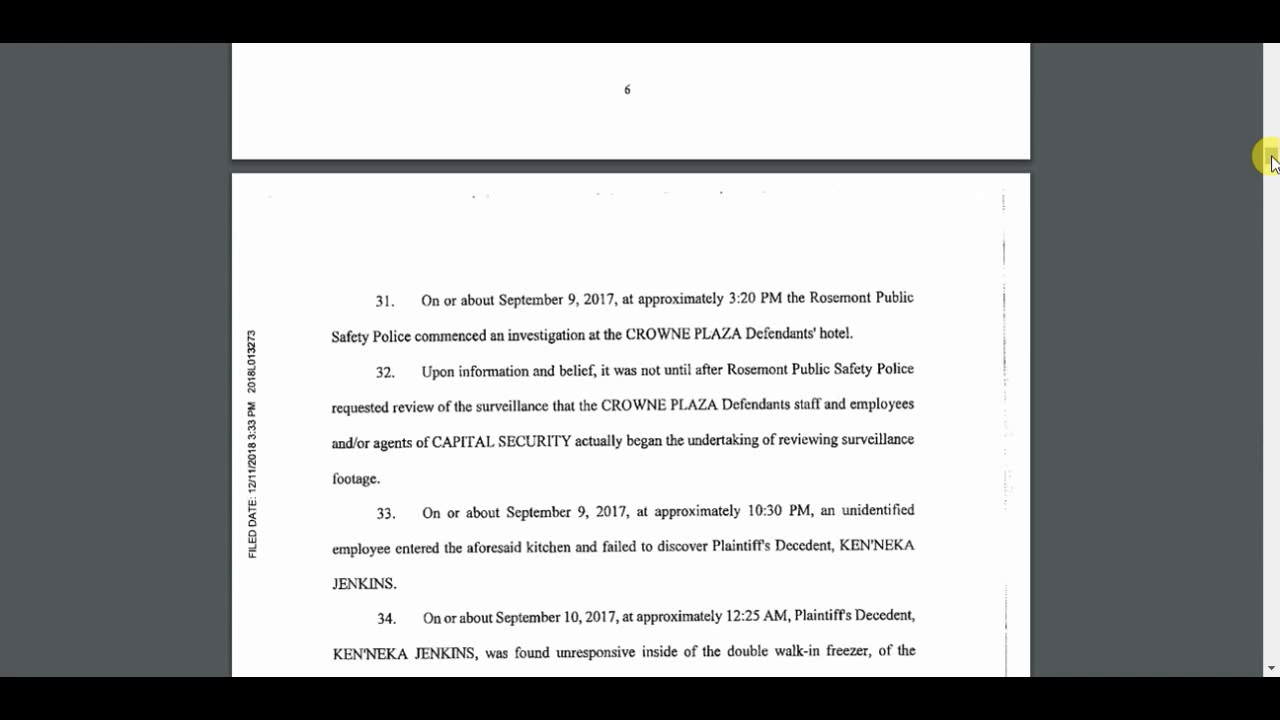 6
FILED DATE: 12/11/2018 3:33 PM 2018L013273
31. On or about September 9, 2017, at approximately 3:20 PM the Rosemont Public
Safety Police commenced an investigation at the CROWNE PLAZA Defendants' hotel.
32. Upon information and belief, it was not until after Rosemont Public Safety Police
requested review of the surveillance that the CROWNE PLAZA Defendants staff and employees
and/or agents of CAPITAL SECURITY actually began the undertaking of reviewing surveillance
footage.
33. On or about September 9, 2017, at approximately 10:30 PM, an unidentified
employee entered the aforesaid kitchen and failed to discover Plaintiff's Decedent, KEN'NEKA
JENKINS.
34. On or about September 10, 2017, at approximately 12:25 AM, Plaintiff's Decedent,
KEN'NEKA JENKINS, was found unresponsive inside of the double walk-in freezer, of the